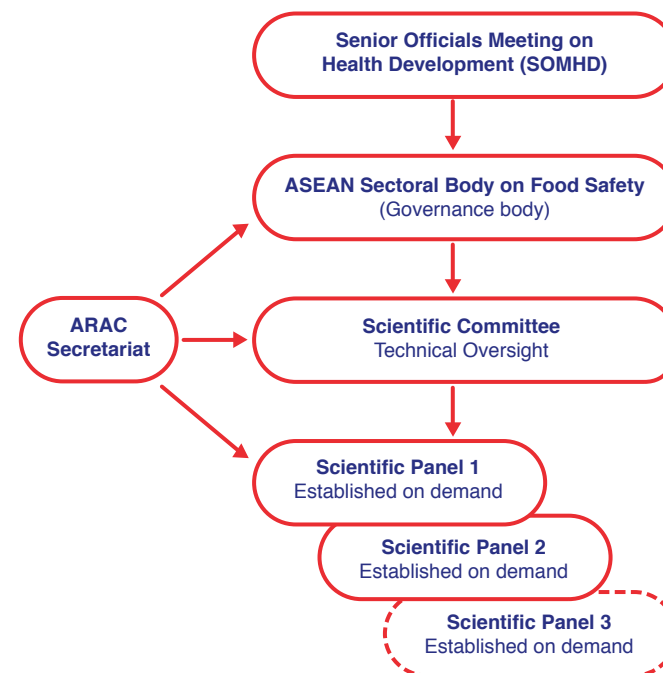 Senior Officials Meeting on
Health Development (SOMHD)
ASEAN Sectoral Body on Food Safety
(Governance body)
ARAC
Secretariat
Scientific Committee
Technical Oversight
Scientific Panel 1
Established on demand
Scientific Panel 2
Established on demand
Scientific Panel 3
Established on demand